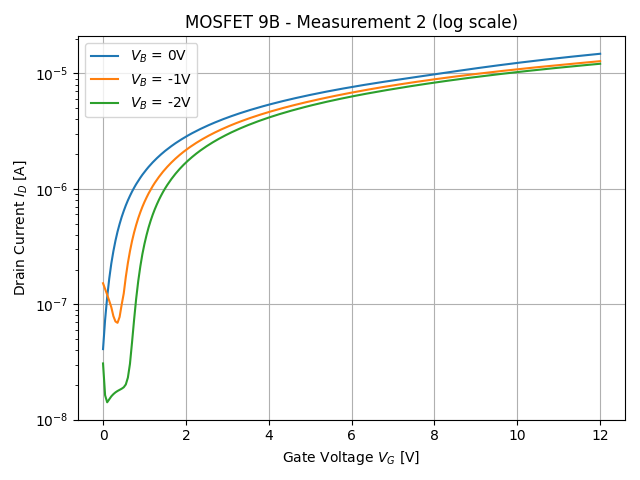 MOSFET 9B - Measurement 2 (log scale)
V_B = 0V
V_B = -1V
V_B = -2V
10^-5
10^-6
10^-7
10^-8
Drain Current I_D [A]
0 2 4 6 8 10 12
Gate Voltage V_G [V]